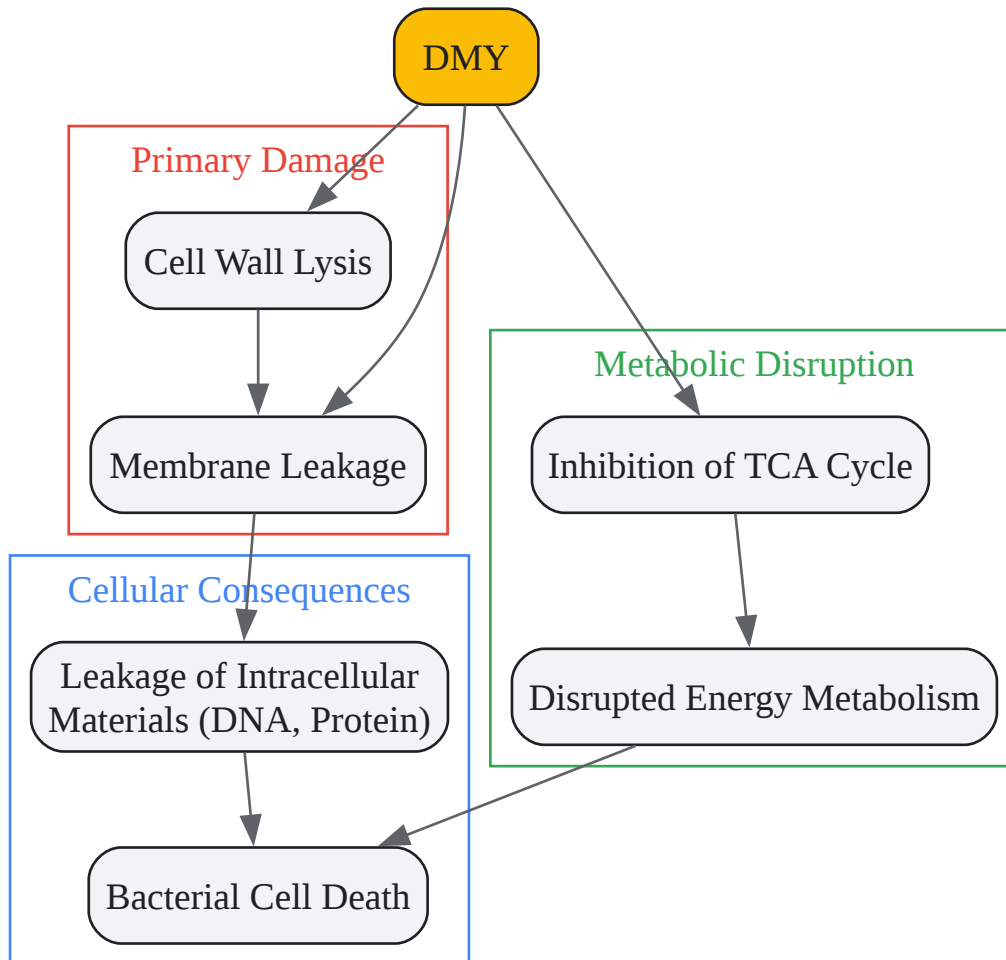 DMY
Primary Damage
Cell Wall Lysis
Membrane Leakage
Metabolic Disruption
Inhibition of TCA Cycle
Disrupted Energy Metabolism
Cellular Consequences
Leakage of Intracellular
Materials (DNA, Protein)
Bacterial Cell Death